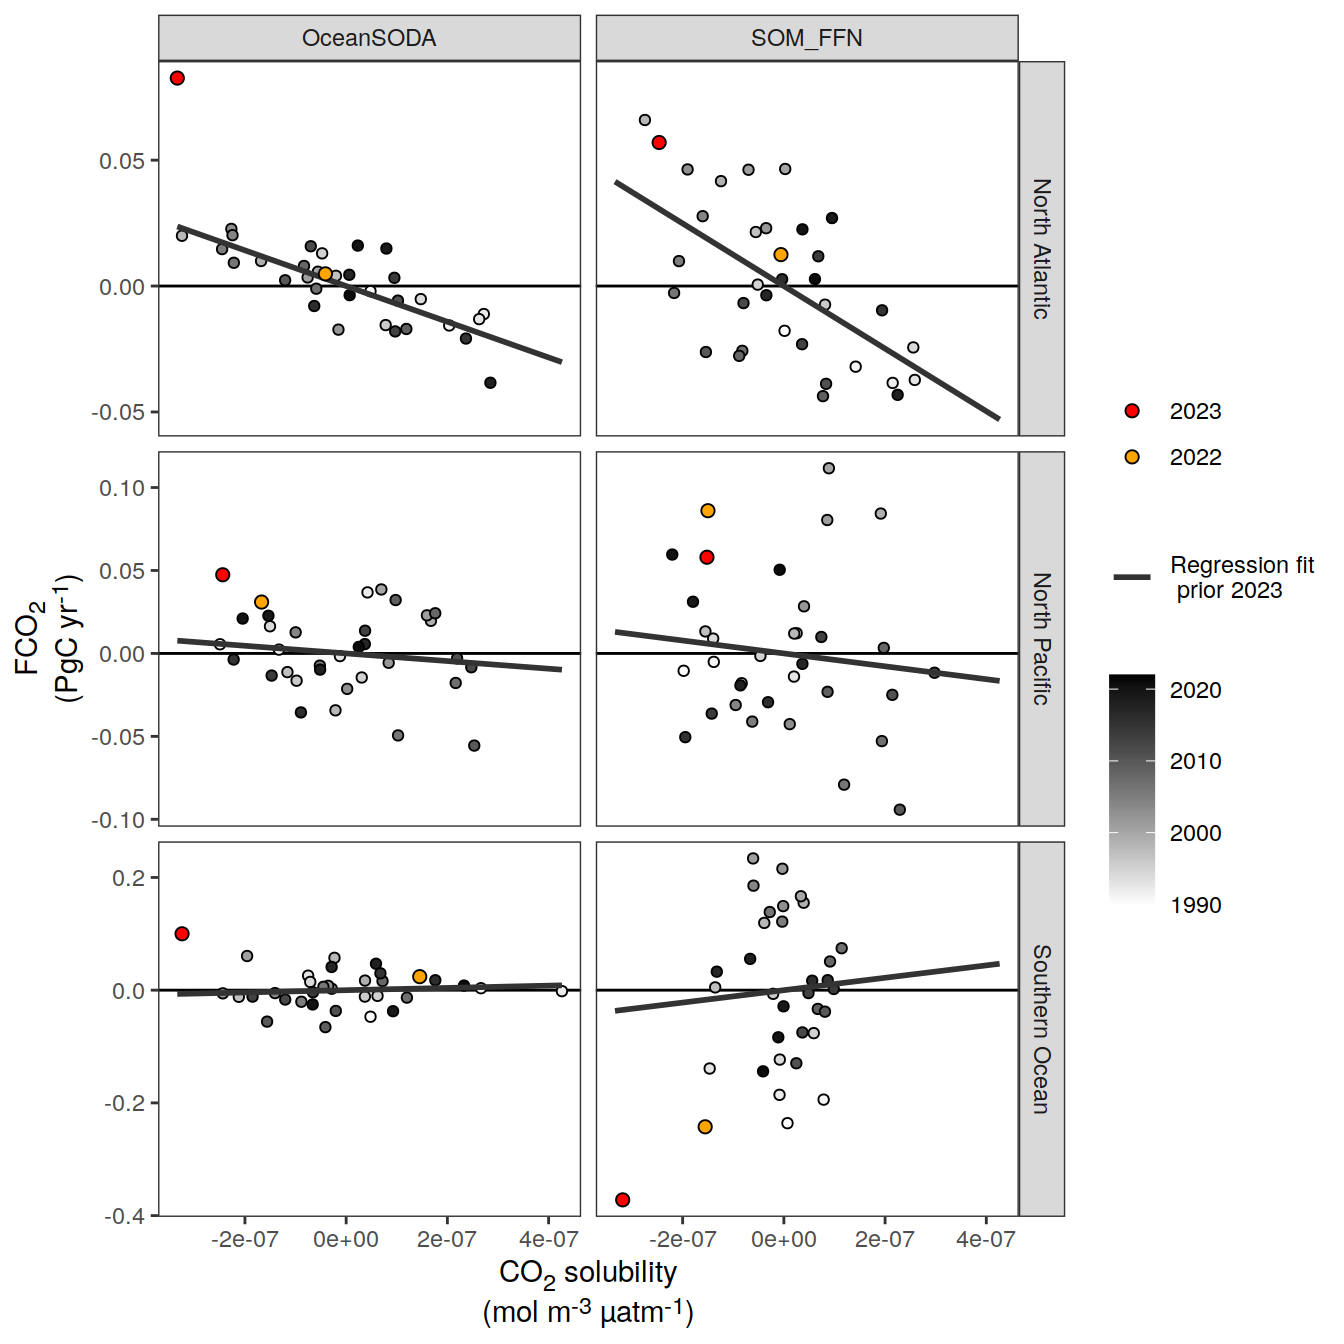 OceanSODA
SOM_FFN
0.05
0.00
-0.05
North Atlantic
0.10
0.05
0.00
-0.05
-0.10
North Pacific
0.2
0.0
-0.2
-0.4
Southern Ocean
-2e-07
0e+00
2e-07
4e-07
-2e-07
0e+00
2e-07
4e-07
FCO₂
(PgC yr⁻¹)
CO₂ solubility
(mol m⁻³ µatm⁻¹)
2023
2022
Regression fit
prior 2023
2020
2010
2000
1990